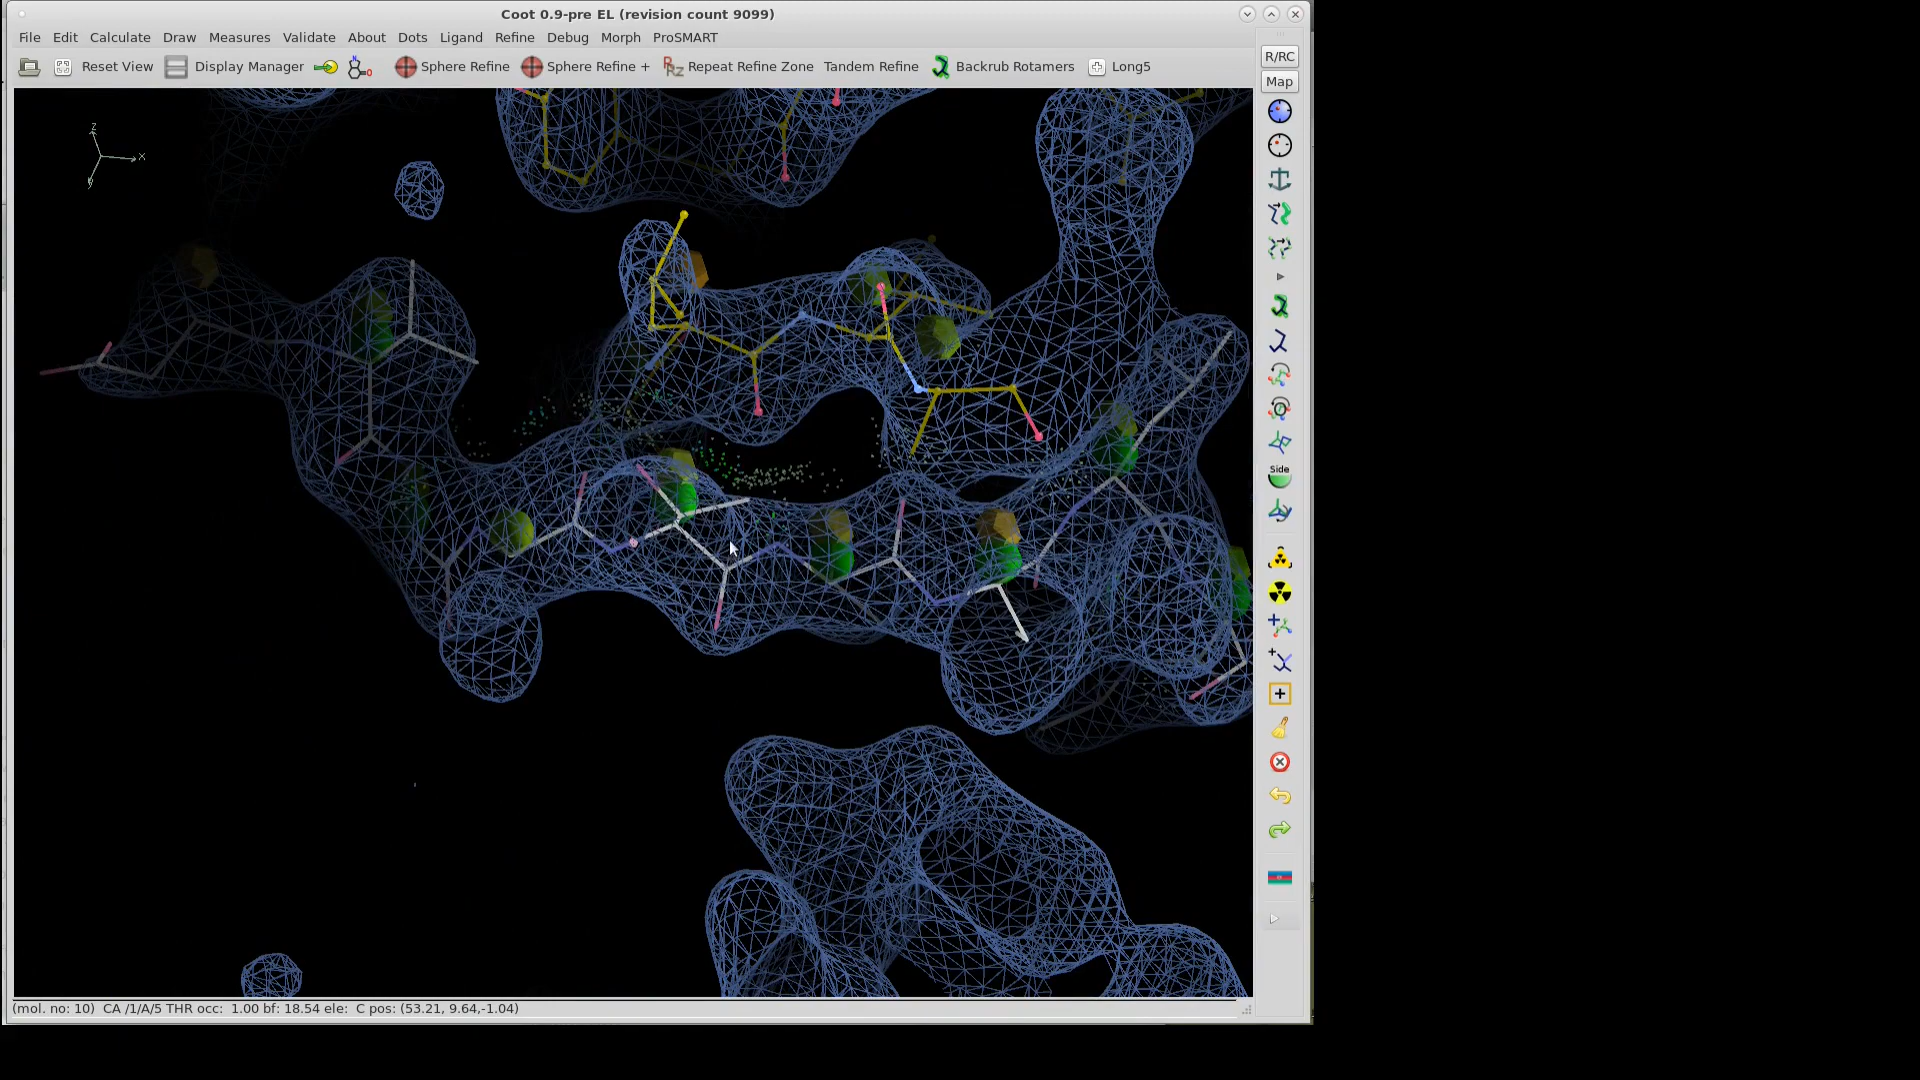 Coot 0.9-pre EL (revision count 9099)
File Edit Calculate Draw Measures Validate About Dots Ligand Refine Debug Morph ProSMART
Reset View Display Manager Sphere Refine Sphere Refine + Repeat Refine Zone Tandem Refine Backrub Rotamers Long5
R/RC
Map
z
x
y
Side
(mol. no: 10) CA /1/A/5 THR occ: 1.00 bf: 18.54 ele: C pos: (53.21, 9.64,-1.04)